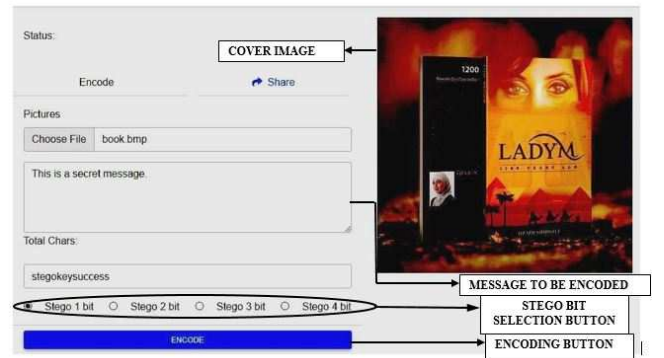 Status:
COVER IMAGE
Encode
Share
Pictures
Choose File book.bmp
This is a secret message.
Total Chars:
stegokeysuccess
Stego 1 bit Stego 2 bit Stego 3 bit Stego 4 bit
ENCODE
1200
LADYM
MESSAGE TO BE ENCODED
STEGO BIT
SELECTION BUTTON
ENCODING BUTTON